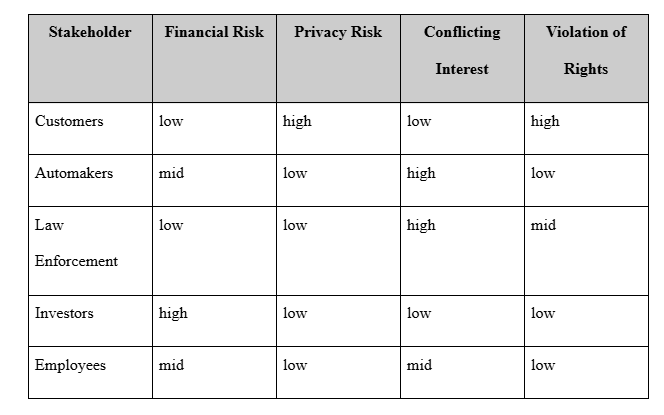 Stakeholder Financial Risk Privacy Risk Conflicting Interest Violation of Rights
Customers low high low high
Automakers mid low high low
Law Enforcement low low high mid
Investors high low low low
Employees mid low mid low